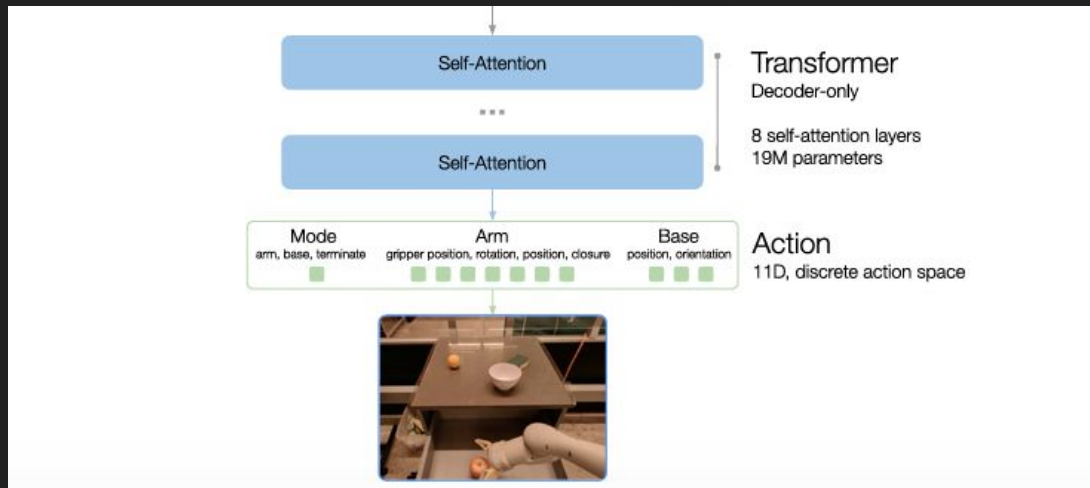 Self-Attention
Transformer
Decoder-only
...
8 self-attention layers
Self-Attention
19M parameters
Mode
Arm
Base
arm, base, terminate
gripper position, rotation, position, closure
position, orientation
Action
11D, discrete action space